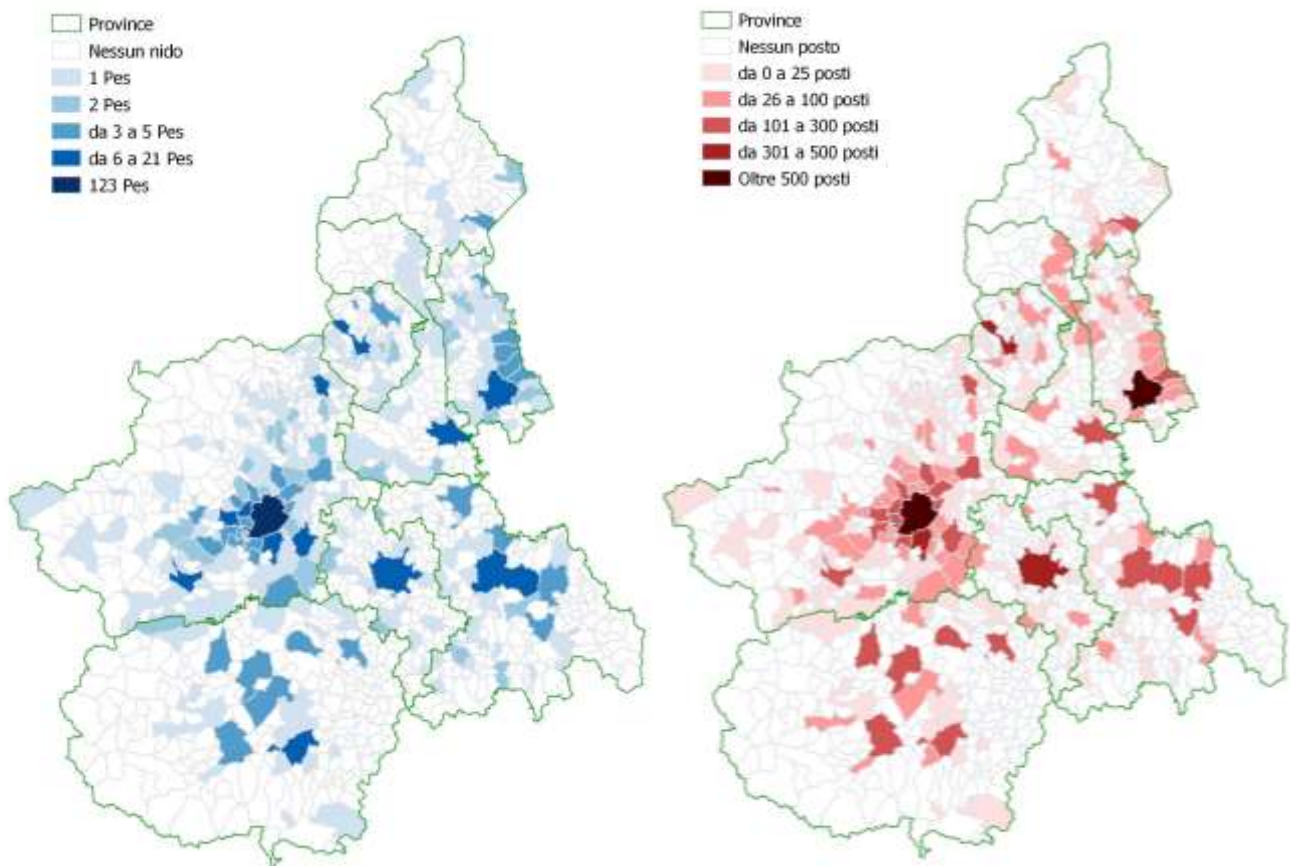 Province
Nessun nido
1 Pes
2 Pes
da 3 a 5 Pes
da 6 a 21 Pes
123 Pes
Province
Nessun posto
da 0 a 25 posti
da 26 a 100 posti
da 101 a 300 posti
da 301 a 500 posti
Oltre 500 posti